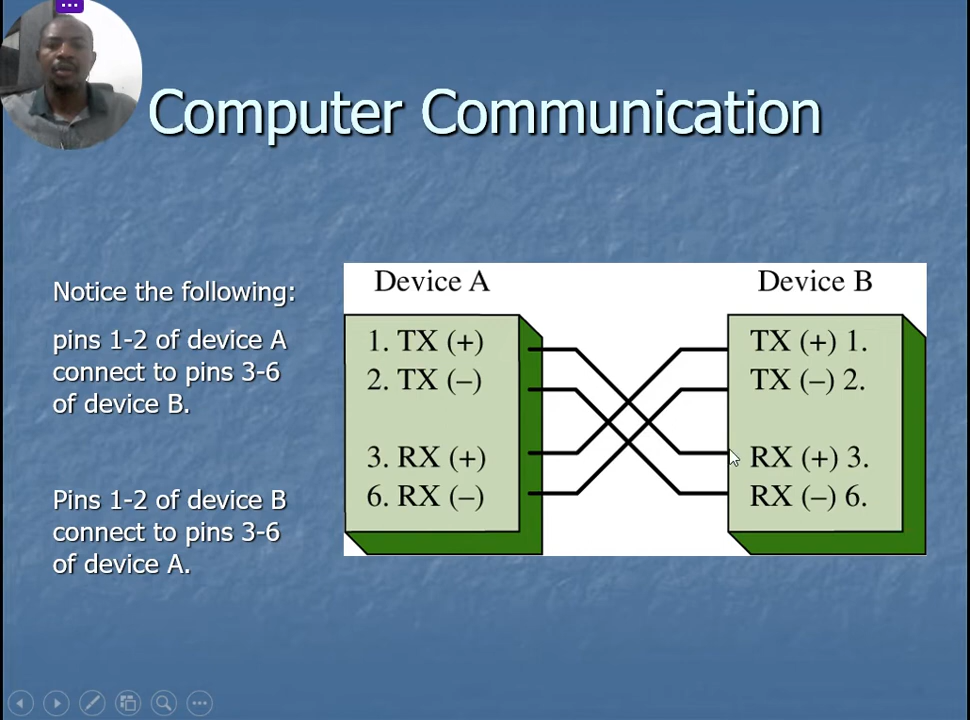 Computer Communication
Notice the following:
pins 1-2 of device A
connect to pins 3-6
of device B.
Pins 1-2 of device B
connect to pins 3-6
of device A.
Device A
1. TX (+)
2. TX (–)
3. RX (+)
6. RX (–)
Device B
TX (+) 1.
TX (–) 2.
RX (+) 3.
RX (–) 6.